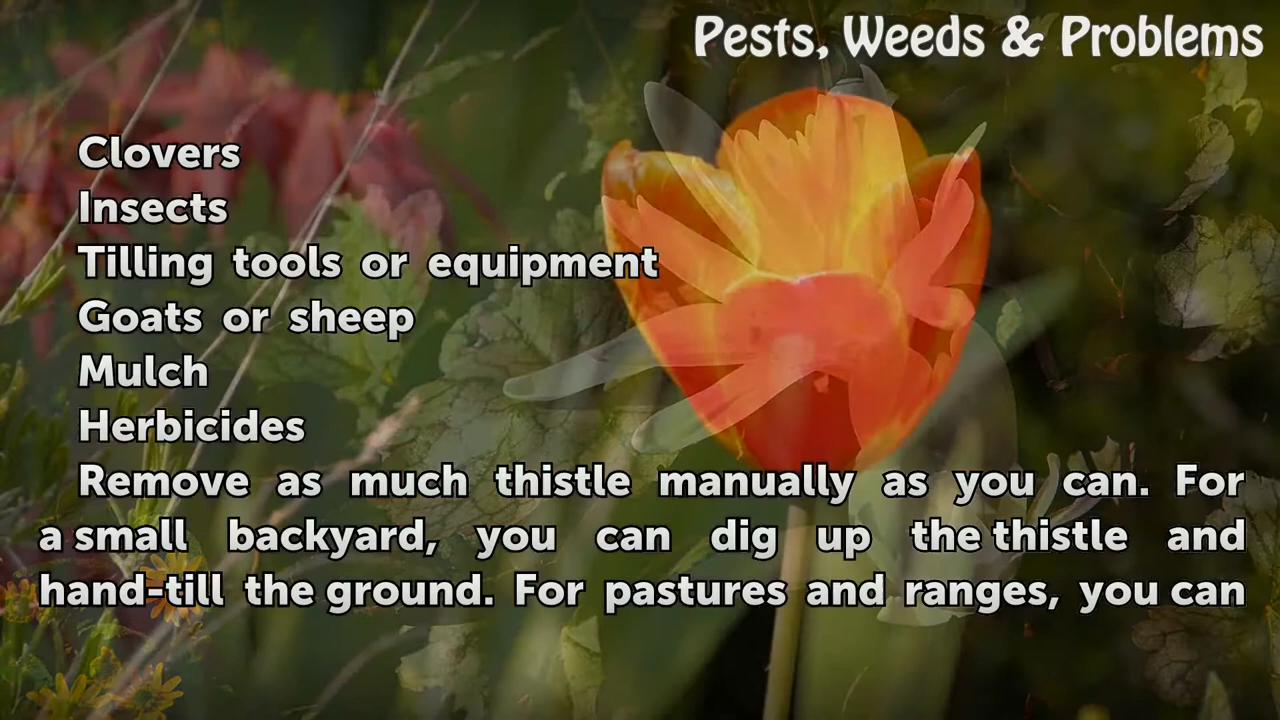 Pests, Weeds & Problems
Clovers
Insects
Tilling tools or equipment
Goats or sheep
Mulch
Herbicides
Remove as much thistle manually as you can. For
a small backyard, you can dig up the thistle and
hand-till the ground. For pastures and ranges, you can